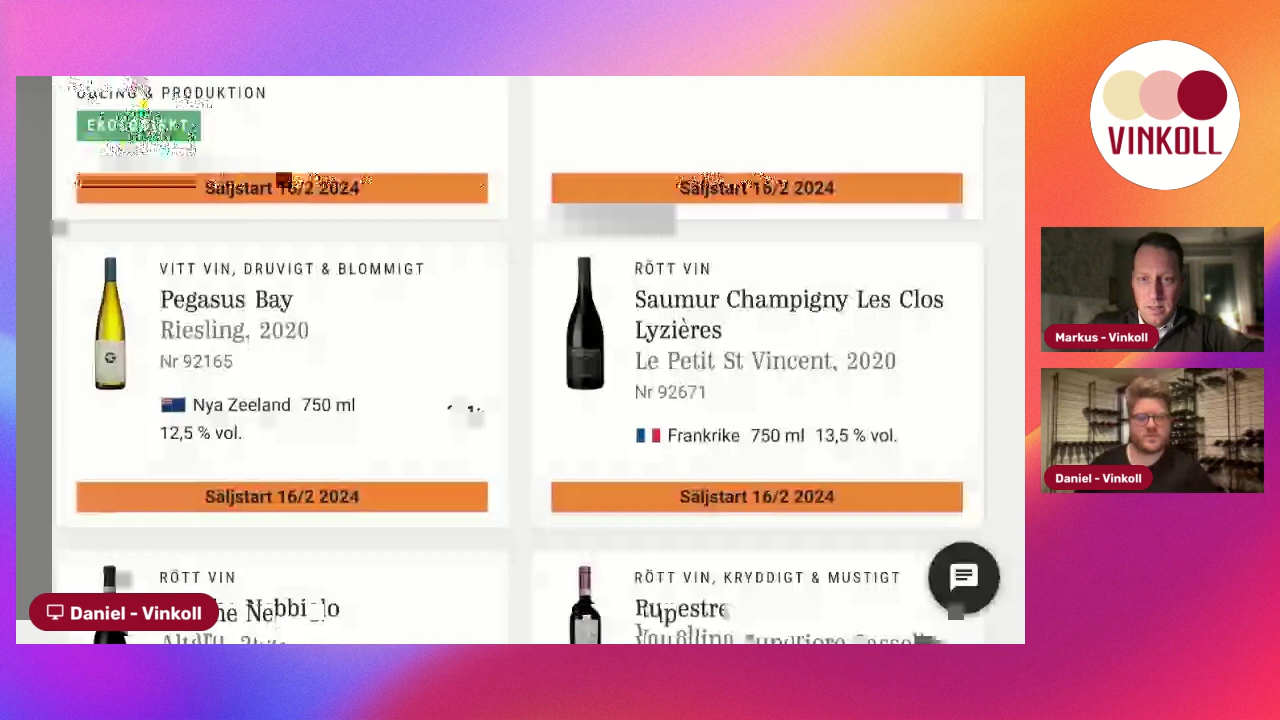 & PRODUKTION
EKOLOGISKT
Säljstart 16/2 2024
Säljstart 16/2 2024
VITT VIN, DRUVIGT & BLOMMIGT
Pegasus Bay
Riesling, 2020
Nr 92165
Nya Zeeland 750 ml
12,5 % vol.
Säljstart 16/2 2024
RÖTT VIN
Saumur Champigny Les Clos
Lyzières
Le Petit St Vincent, 2020
Nr 92671
Frankrike 750 ml 13,5 % vol.
Säljstart 16/2 2024
RÖTT VIN
RÖTT VIN, KRYDDIGT & MUSTIGT
Rupestre
Daniel - Vinkoll
VINKOLL
Markus - Vinkoll
Daniel - Vinkoll